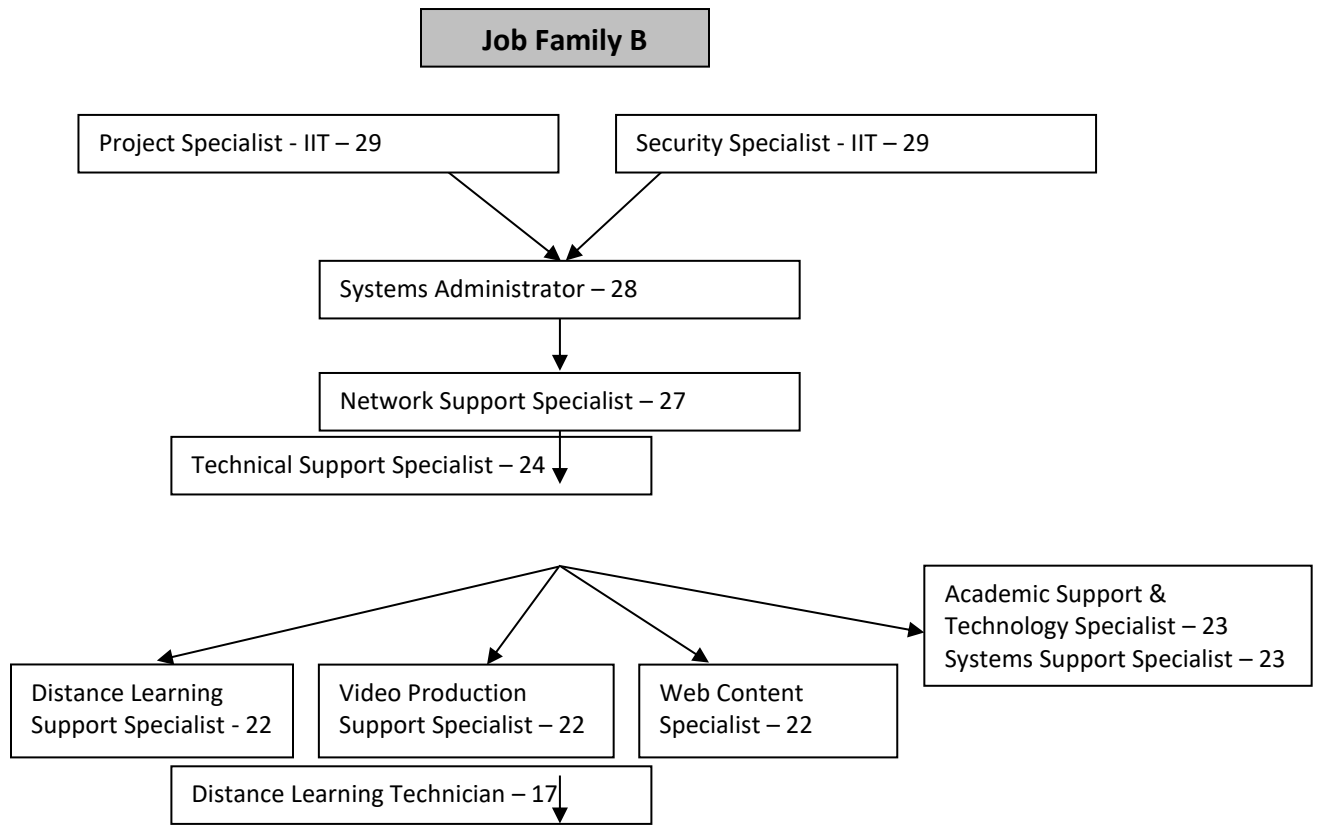 Job Family B
Project Specialist - IIT – 29
Security Specialist - IIT – 29
Systems Administrator – 28
Network Support Specialist – 27
Technical Support Specialist – 24
Academic Support &
Technology Specialist – 23
Systems Support Specialist – 23
Distance Learning
Support Specialist - 22
Video Production
Support Specialist – 22
Web Content
Specialist – 22
Distance Learning Technician – 17